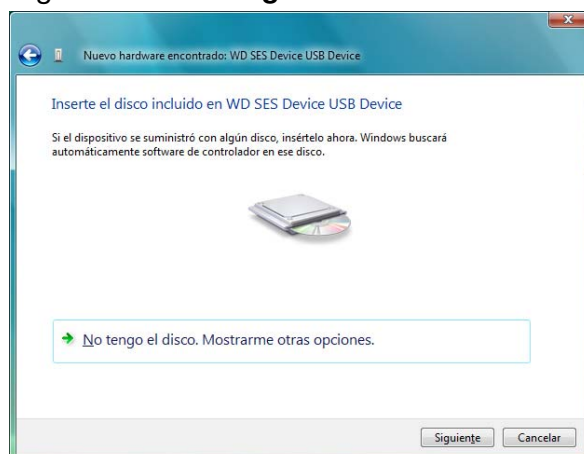 Nuevo hardware encontrado: WD SES Device USB Device
Inserte el disco incluido en WD SES Device USB Device
Si el dispositivo se suministró con algún disco, insértelo ahora. Windows buscará
automáticamente software de controlador en ese disco.
No tengo el disco. Mostrarme otras opciones.
Siguiente Cancelar